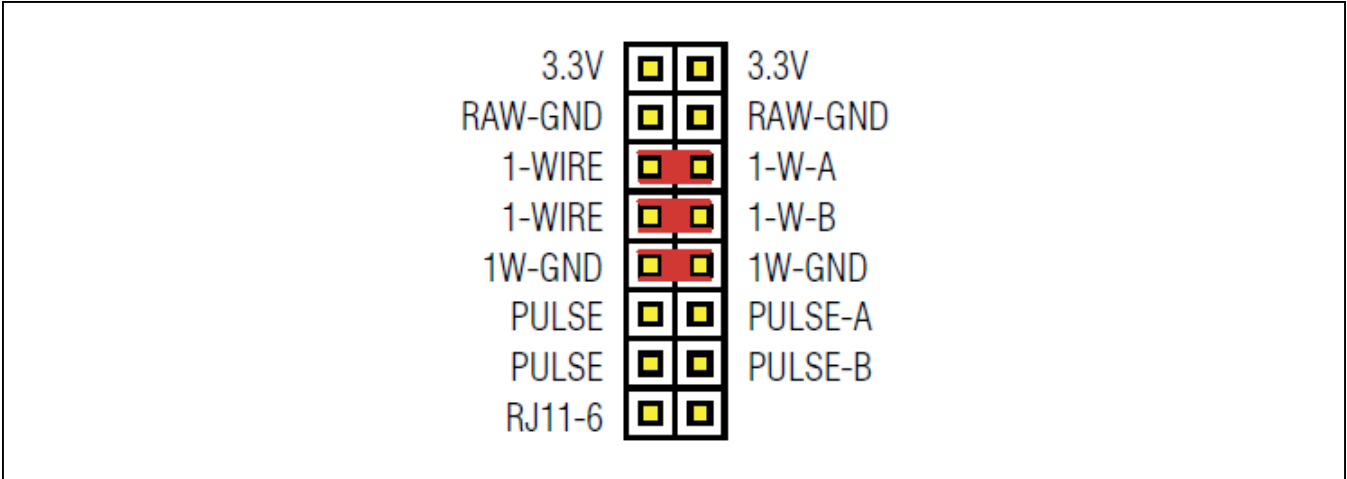 3.3V 3.3V
RAW-GND RAW-GND
1-WIRE 1-W-A
1-WIRE 1-W-B
1W-GND 1W-GND
PULSE PULSE-A
PULSE PULSE-B
RJ11-6